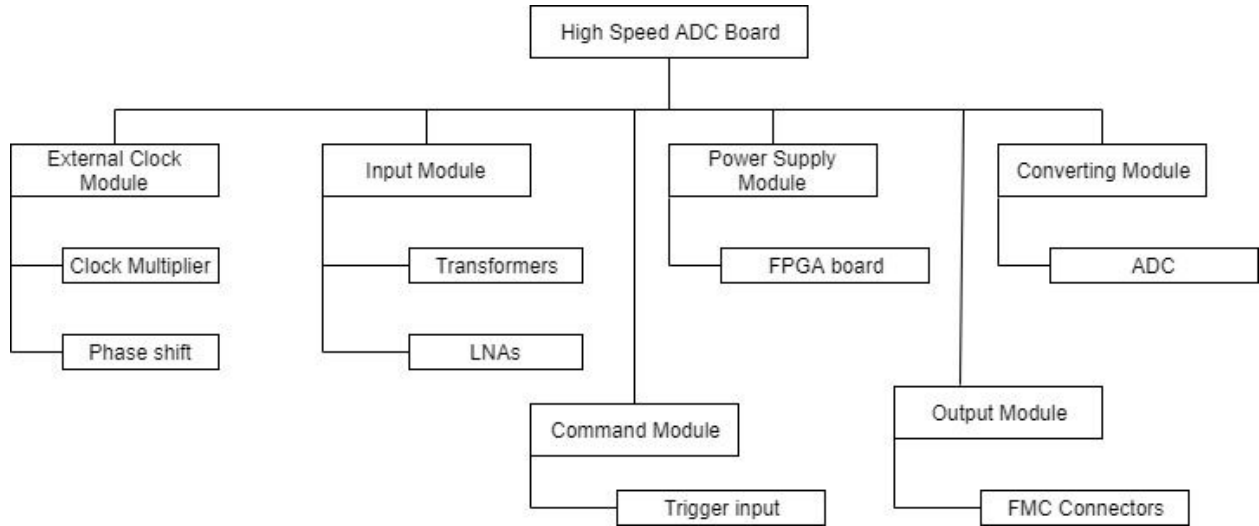 High Speed ADC Board
External Clock
Module
Input Module
Power Supply
Module
Converting Module
Clock Multiplier
Transformers
FPGA board
ADC
Phase shift
LNAs
Command Module
Output Module
Trigger input
FMC Connectors